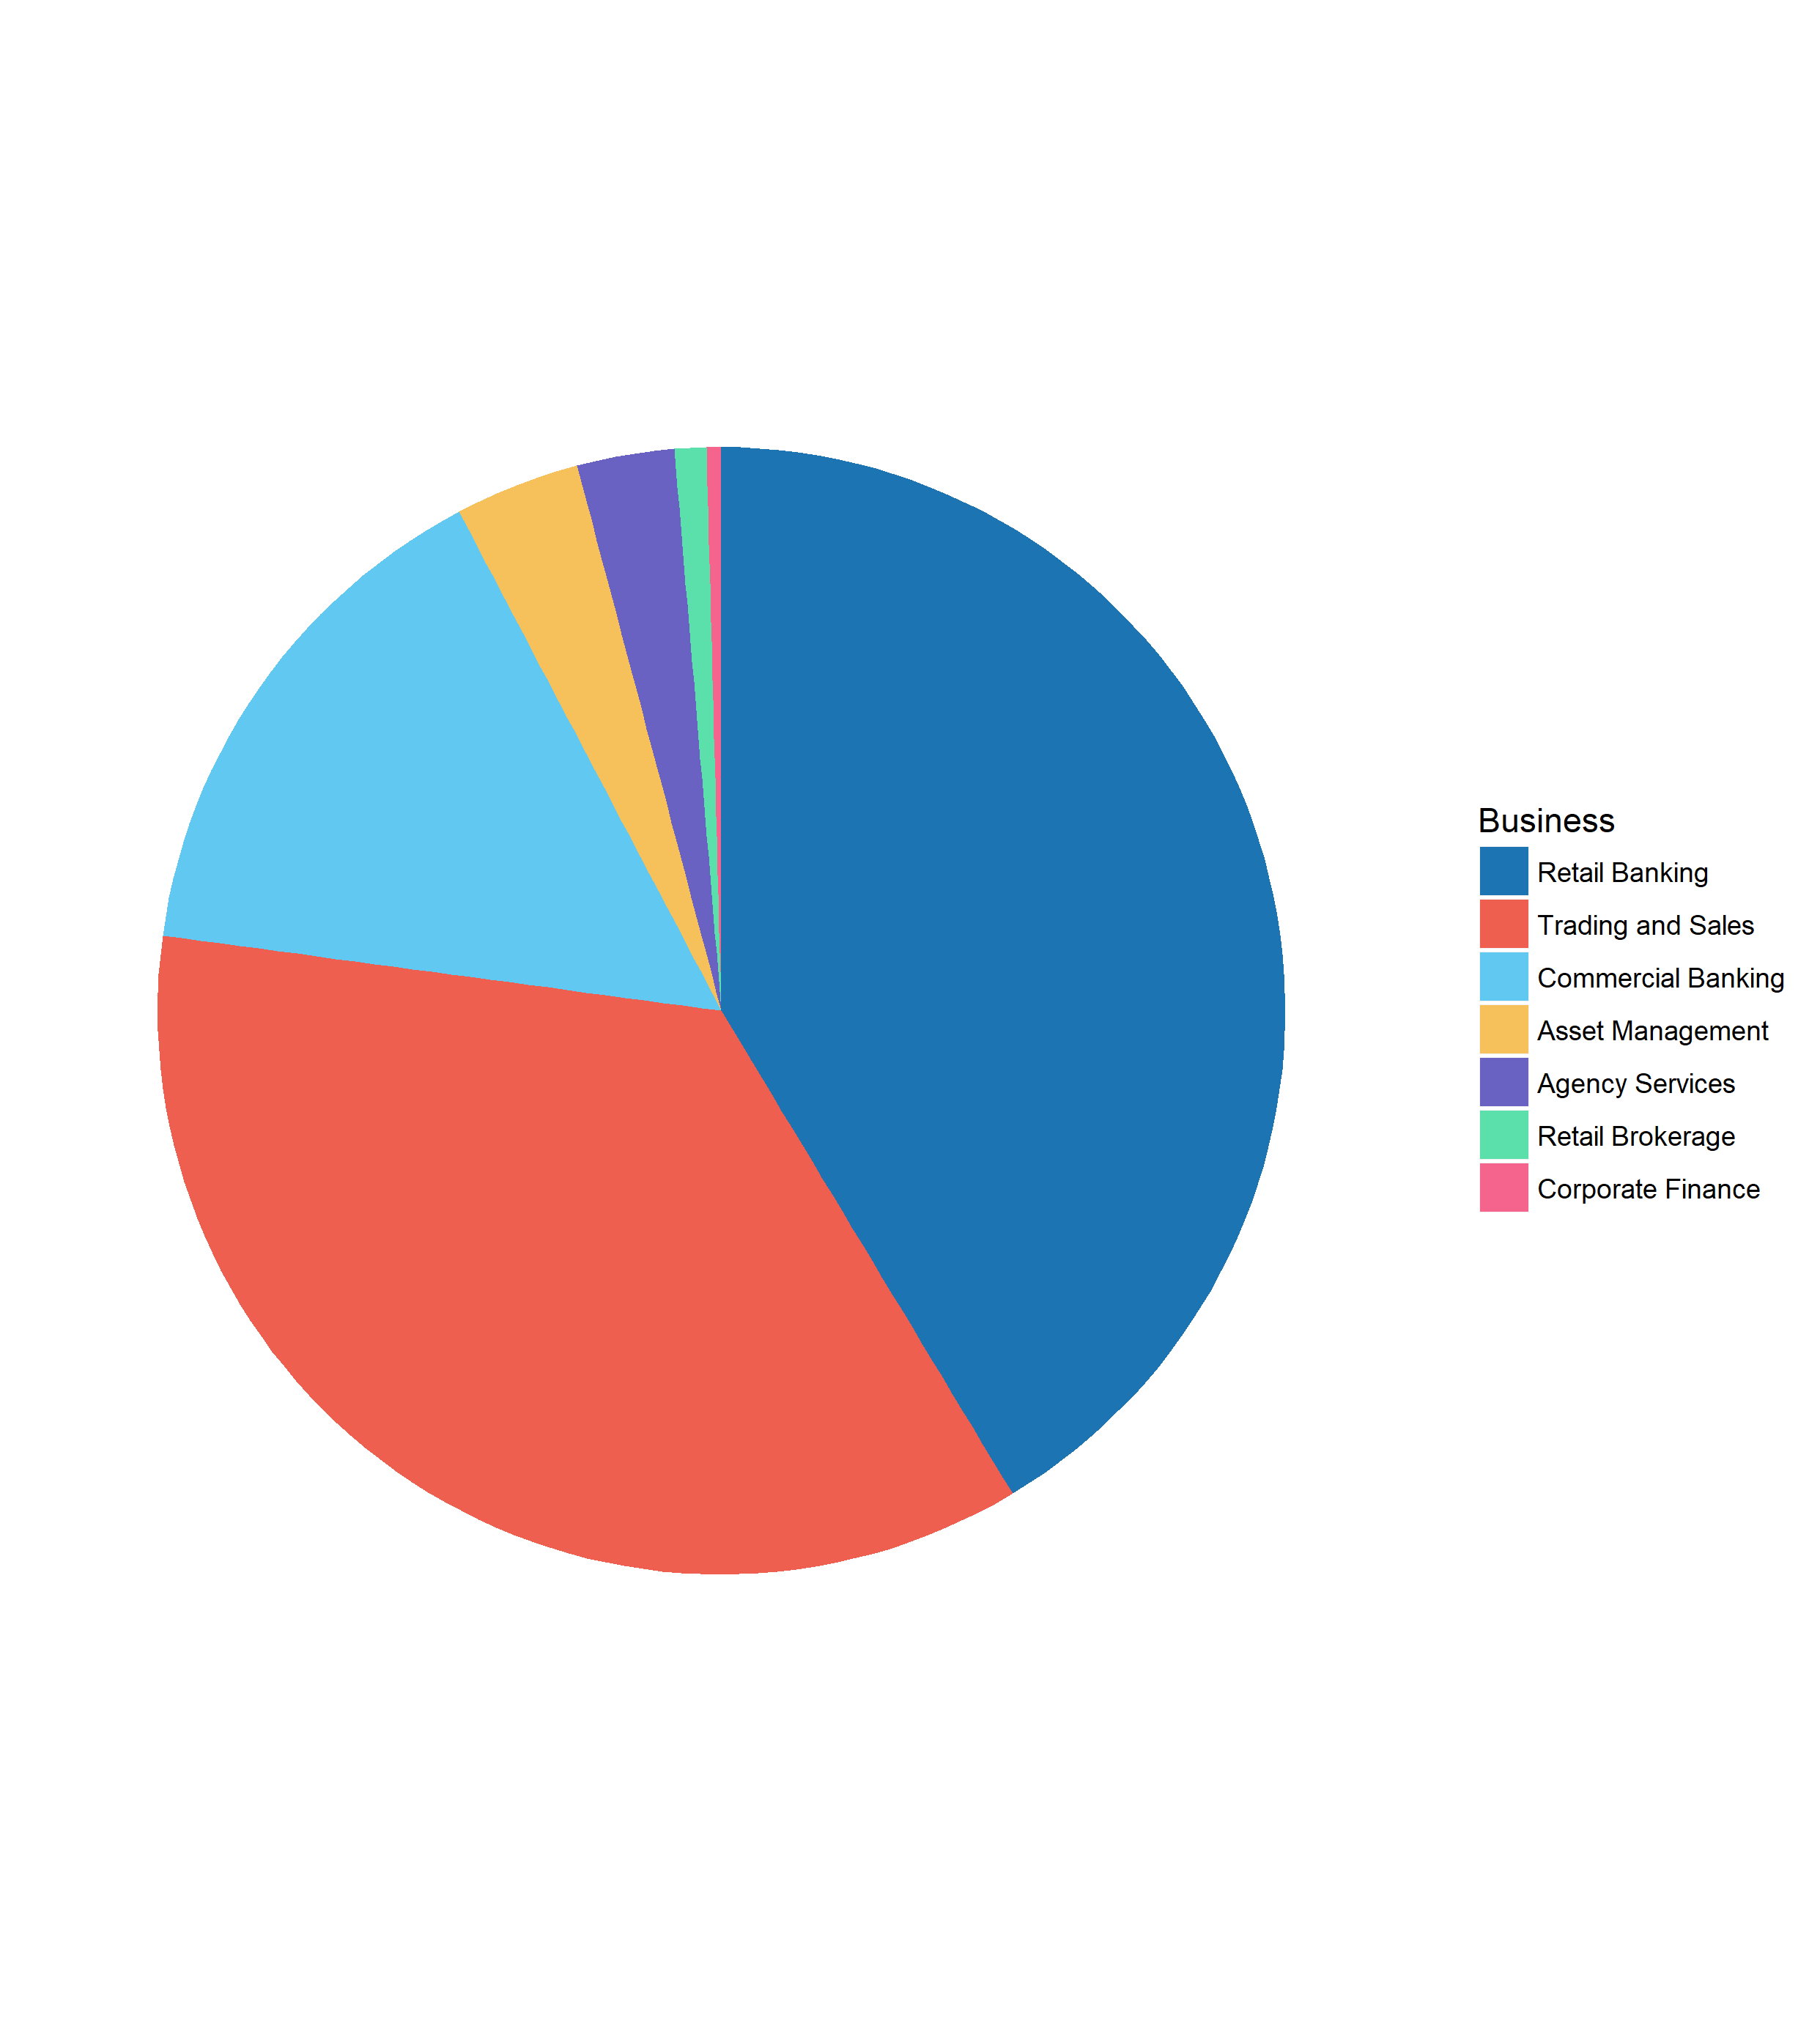 Business
Retail Banking
Trading and Sales
Commercial Banking
Asset Management
Agency Services
Retail Brokerage
Corporate Finance